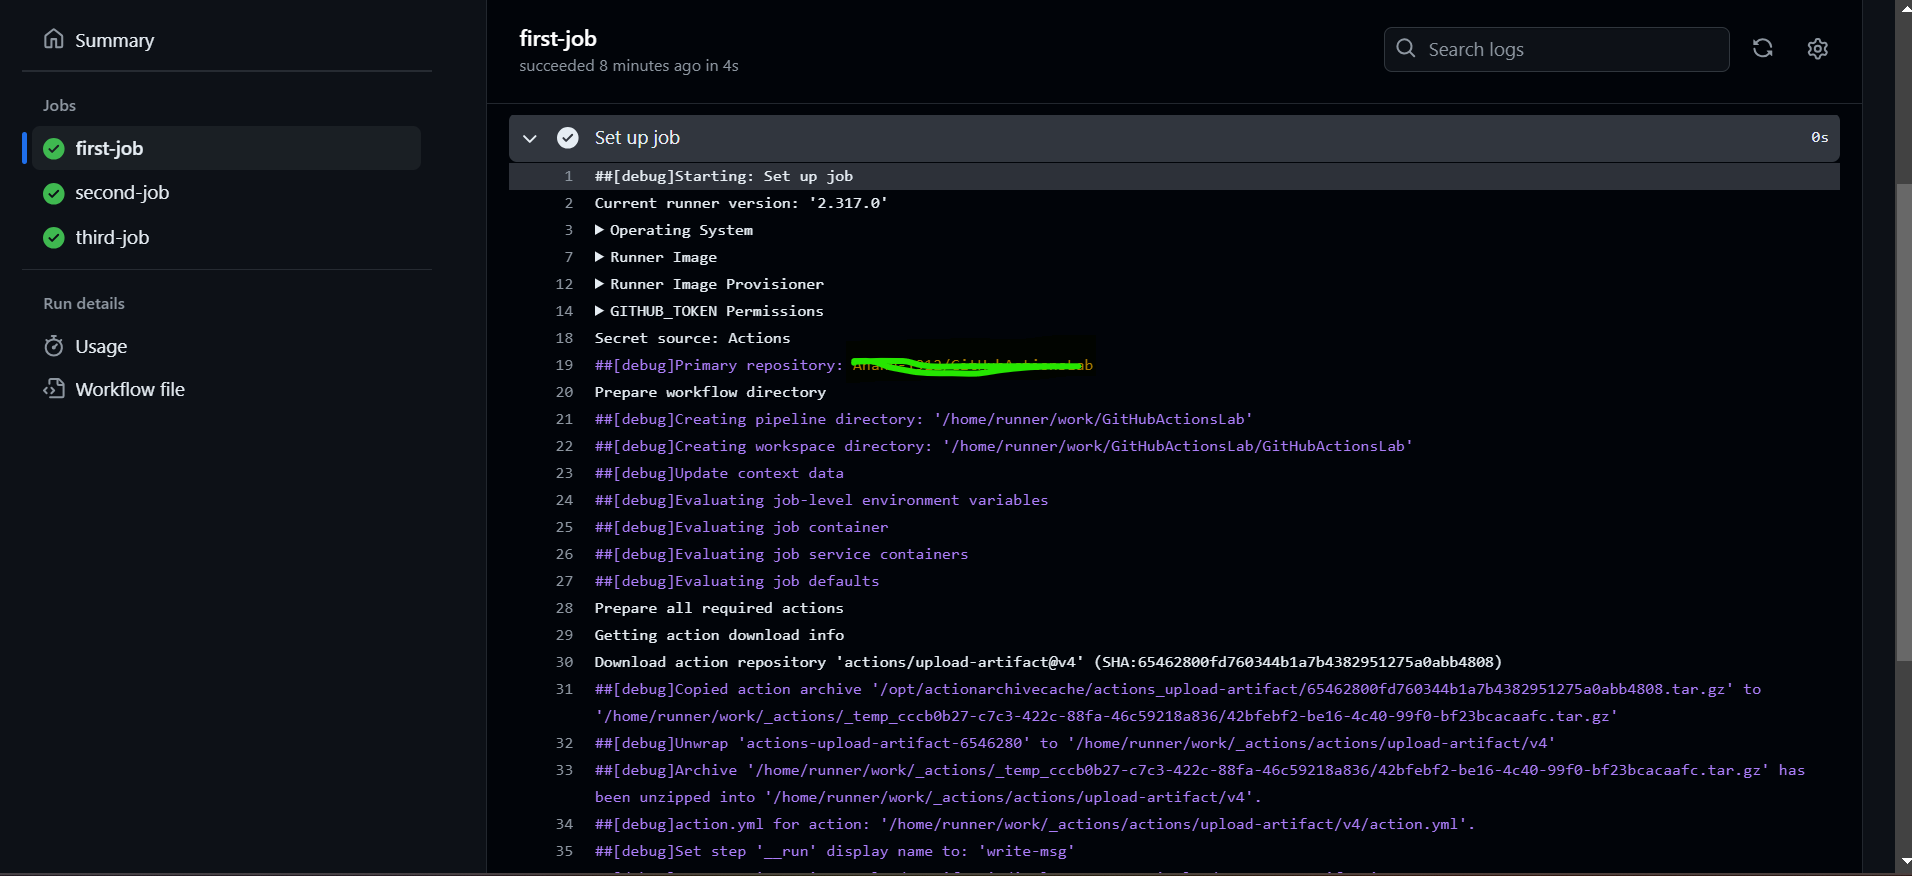 Summary
Jobs
first-job
second-job
third-job
Run details
Usage
Workflow file
first-job
succeeded 8 minutes ago in 4s
Search logs
Set up job 0s
1 ##[debug]Starting: Set up job
2 Current runner version: '2.317.0'
3 Operating System
7 Runner Image
12 Runner Image Provisioner
14 GITHUB_TOKEN Permissions
18 Secret source: Actions
19 ##[debug]Primary repository:
20 Prepare workflow directory
21 ##[debug]Creating pipeline directory: '/home/runner/work/GitHubActionsLab'
22 ##[debug]Creating workspace directory: '/home/runner/work/GitHubActionsLab/GitHubActionsLab'
23 ##[debug]Update context data
24 ##[debug]Evaluating job-level environment variables
25 ##[debug]Evaluating job container
26 ##[debug]Evaluating job service containers
27 ##[debug]Evaluating job defaults
28 Prepare all required actions
29 Getting action download info
30 Download action repository 'actions/upload-artifact@v4' (SHA:65462800fd760344b1a7b4382951275a0abb4808)
31 ##[debug]Copied action archive '/opt/actionarchivecache/actions_upload-artifact/65462800fd760344b1a7b4382951275a0abb4808.tar.gz' to
'/home/runner/work/_actions/_temp_cccb0b27-c7c3-422c-88fa-46c59218a836/42bfebf2-be16-4c40-99f0-bf23bcacaafc.tar.gz'
32 ##[debug]Unwrap 'actions-upload-artifact-6546280' to '/home/runner/work/_actions/actions/upload-artifact/v4'
33 ##[debug]Archive '/home/runner/work/_actions/_temp_cccb0b27-c7c3-422c-88fa-46c59218a836/42bfebf2-be16-4c40-99f0-bf23bcacaafc.tar.gz' has
been unzipped into '/home/runner/work/_actions/actions/upload-artifact/v4'.
34 ##[debug]action.yml for action: '/home/runner/work/_actions/actions/upload-artifact/v4/action.yml'.
35 ##[debug]Set step '__run' display name to: 'write-msg'